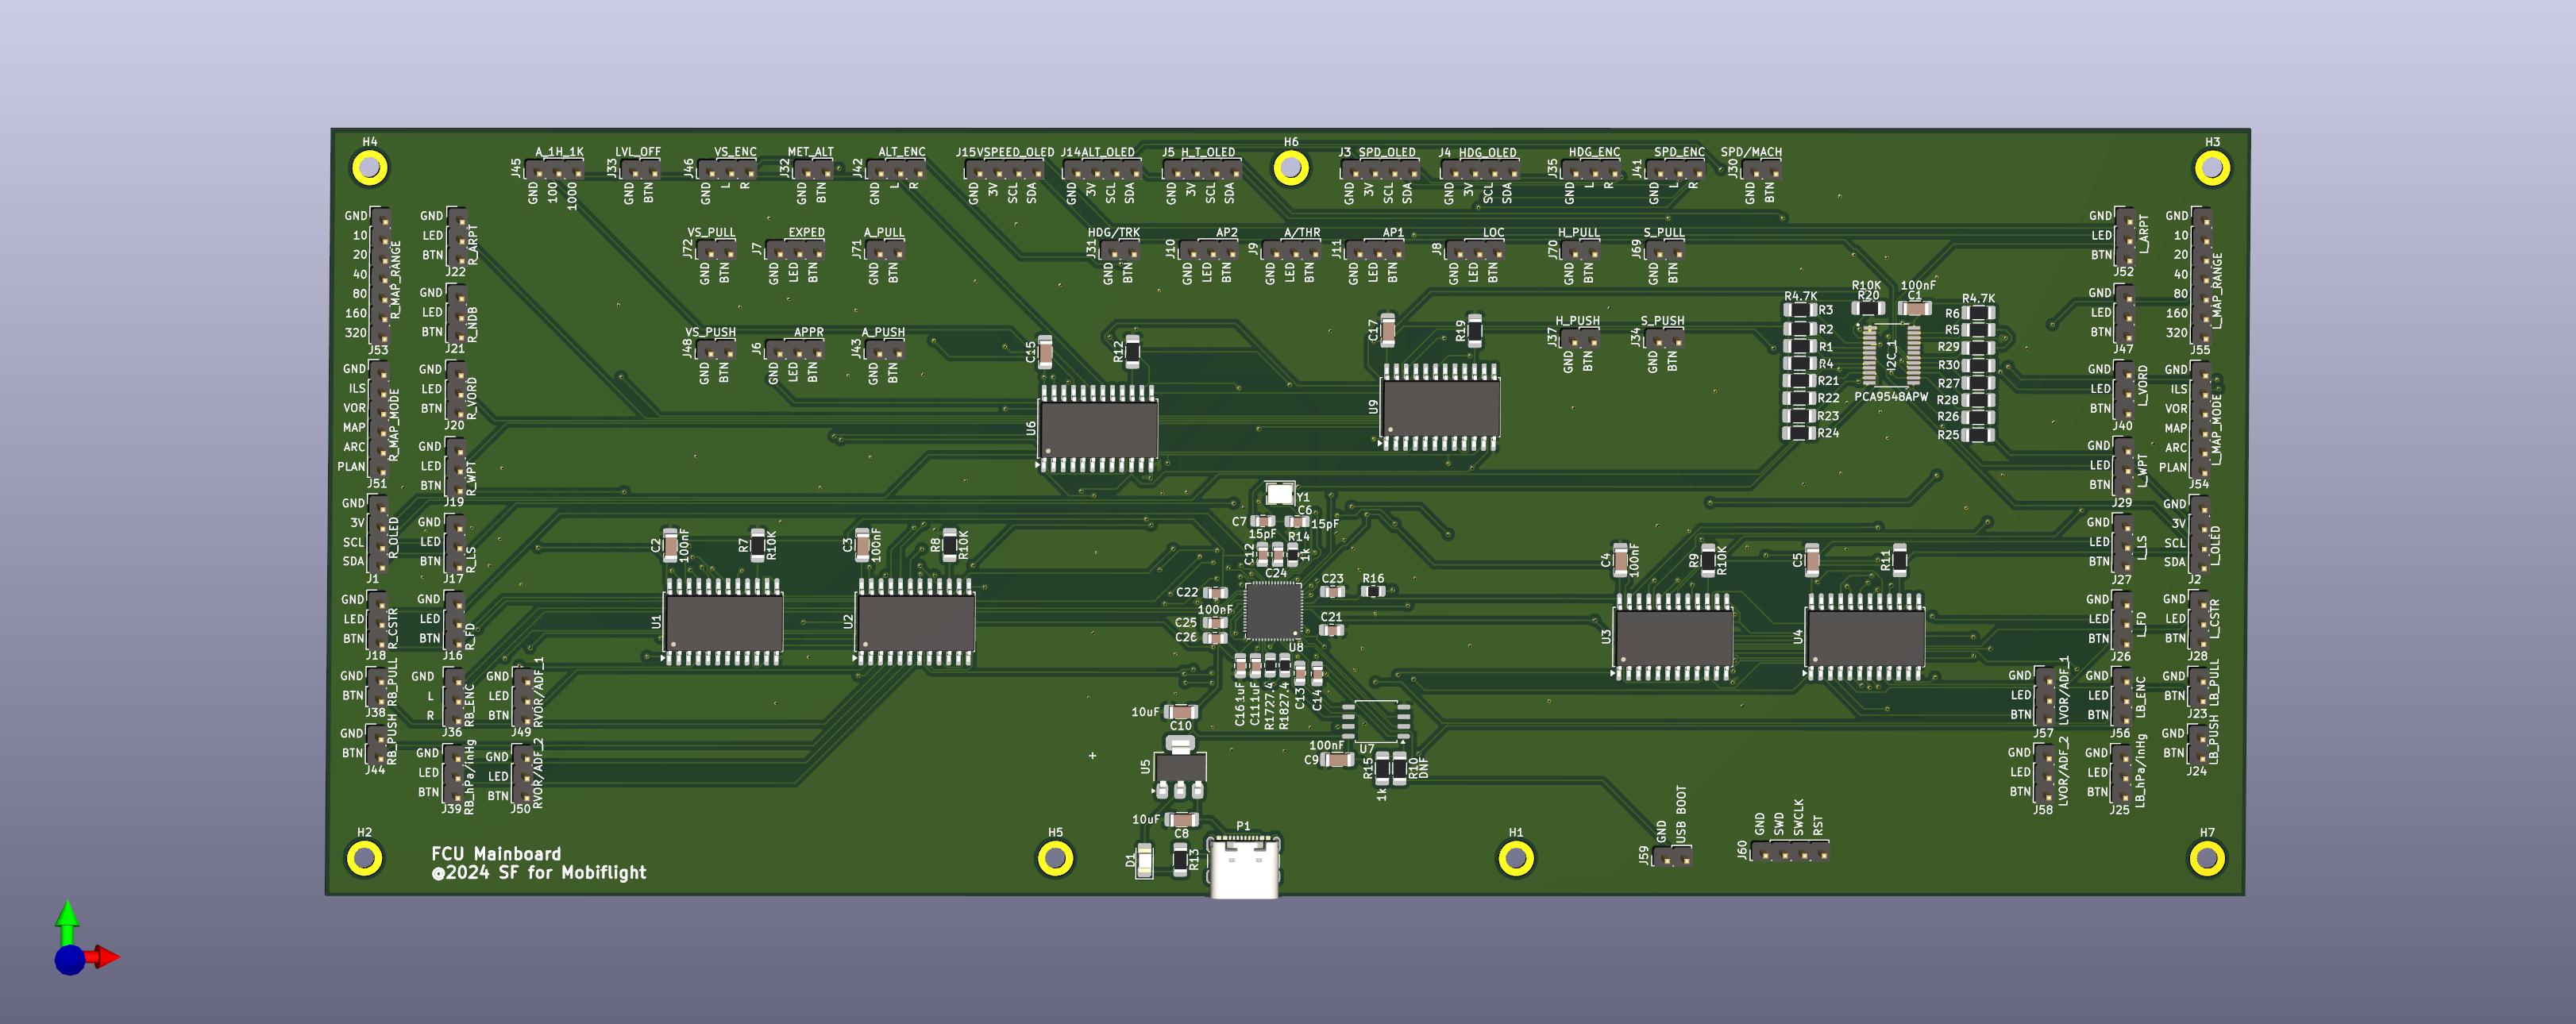 H4
H6
H3
J45 A_1H_1K
GND 100 1000
J33 LVL_OFF
GND BTN
J46 VS_ENC
GND L R
J32 MET_ALT
GND BTN
J42 ALT_ENC
GND L R
J15VSPEED_OLED
GND 3V SCL SDA
J14ALT_OLED
GND 3V SCL SDA
J5 H_T_OLED
GND 3V SCL SDA
J3 SPD_OLED
GND 3V SCL SDA
J4 HDG_OLED
GND 3V SCL SDA
J35 HDG_ENC
GND L R
J41 SPD_ENC
GND L R
J30 SPD/MACH
GND BTN
J72 VS_PULL
GND BTN
J7 EXPED
GND LED BTN
J71 A_PULL
GND BTN
J31 HDG/TRK
GND BTN
J10 AP2
GND LED BTN
J9 A/THR
GND LED BTN
J11 AP1
GND LED BTN
J8 LOC
GND LED BTN
J70 H_PULL
GND BTN
J69 S_PULL
GND BTN
J48 VS_PUSH
GND BTN
J6 APPR
GND LED BTN
J43 A_PUSH
GND BTN
J37 H_PUSH
GND BTN
J34 S_PUSH
GND BTN
GND 10 20 40 80 160 320
R_MAP_RANGE
J53
GND LED BTN
R_ARPT
J22
GND LED BTN
R_NDB
J21
GND ILS VOR MAP ARC PLAN
R_MAP_MODE
J51
GND LED BTN
R_VORD
J20
GND LED BTN
R_WPT
J19
GND 3V SCL SDA
R_OLED
J1
GND LED BTN
R_LS
J17
GND LED BTN
R_CSTR
J18
GND LED BTN
R_FD
J16
GND BTN
RB_PULL
J38
GND L R
RB_ENC
J36
GND LED BTN
RVOR/ADF_1
J49
GND BTN
RB_PUSH
J44
GND LED BTN
RB_hPa/inHg
J39
GND LED BTN
RVOR/ADF_2
J50
C15
R12
U6
C17
R19
U9
R4.7K
R3
R2
R1
R4
R21
R22
R23
R24
R10K
R20
100nF
C1
I2C_1
PCA9548APW
R4.7K
R6
R5
R29
R30
R27
R28
R26
R25
C2 100nF
R7 R10K
U1
C3 100nF
R8 R10K
U2
Y1
C7
15pF
C6
15pF
C12
C24
R14
1k
C22
100nF
C25
C26
C23
R16
C21
U8
C16 1uF
C11 1uF
R17 27.4
R18 27.4
C13
C14
10uF
C10
U5
10uF
C8
D1
R13
P1
U7
100nF
C9
R15
1k
R10
DNF
C4 100nF
R9 R10K
U3
C5
R11
U4
GND LED BTN
L_ARPT
J52
GND 10 20 40 80 160 320
L_MAP_RANGE
J55
GND LED BTN
J47
GND LED BTN
L_VORD
J40
GND ILS VOR MAP ARC PLAN
L_MAP_MODE
J54
GND LED BTN
L_WPT
J29
GND LED BTN
L_LS
J27
GND 3V SCL SDA
L_OLED
J2
GND LED BTN
L_FD
J26
GND LED BTN
L_CSTR
J28
GND LED BTN
LVOR/ADF_1
J57
GND LED BTN
LB_ENC
J56
GND BTN
LB_PULL
J23
GND LED BTN
LVOR/ADF_2
J58
GND LED BTN
LB_hPa/inHg
J25
GND BTN
LB_PUSH
J24
J59
GND
USB BOOT
J60
GND SWD SWCLK RST
H2
H5
H1
H7
FCU Mainboard
@2024 SF for Mobiflight